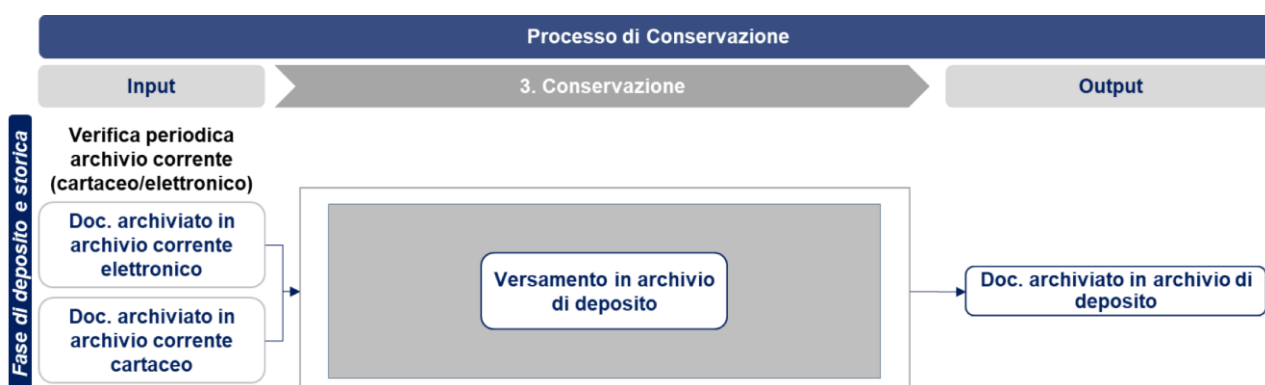 Processo di Conservazione
Input
3. Conservazione
Output
Fase di deposito e storica
Verifica periodica
archivio corrente
(cartaceo/elettronico)
Doc. archiviato in
archivio corrente
elettronico
Doc. archiviato in
archivio corrente
cartaceo
Versamento in archivio
di deposito
Doc. archiviato in archivio di
deposito